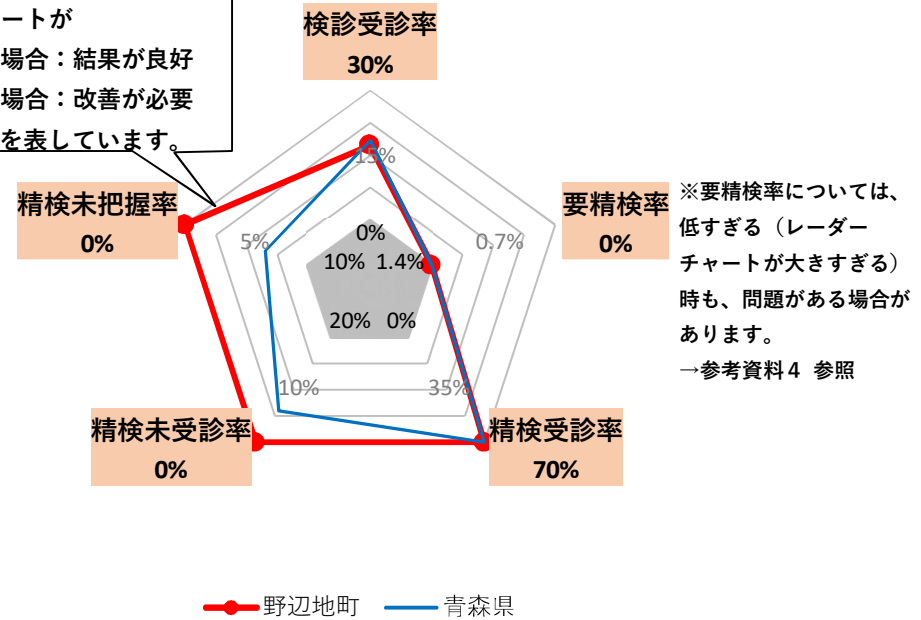 ートが
場合：結果が良好
場合：改善が必要
を表しています。
検診受診率
30%
15%
精検未把握率
0%
5%
0%
10%
1.4%
0.7%
要精検率
0%
※要精検率については、
低すぎる（レーダー
チャートが大きすぎる）
時も、問題がある場合が
あります。
→参考資料４ 参照
20%
0%
10%
35%
精検未受診率
0%
精検受診率
70%
野辺地町
青森県